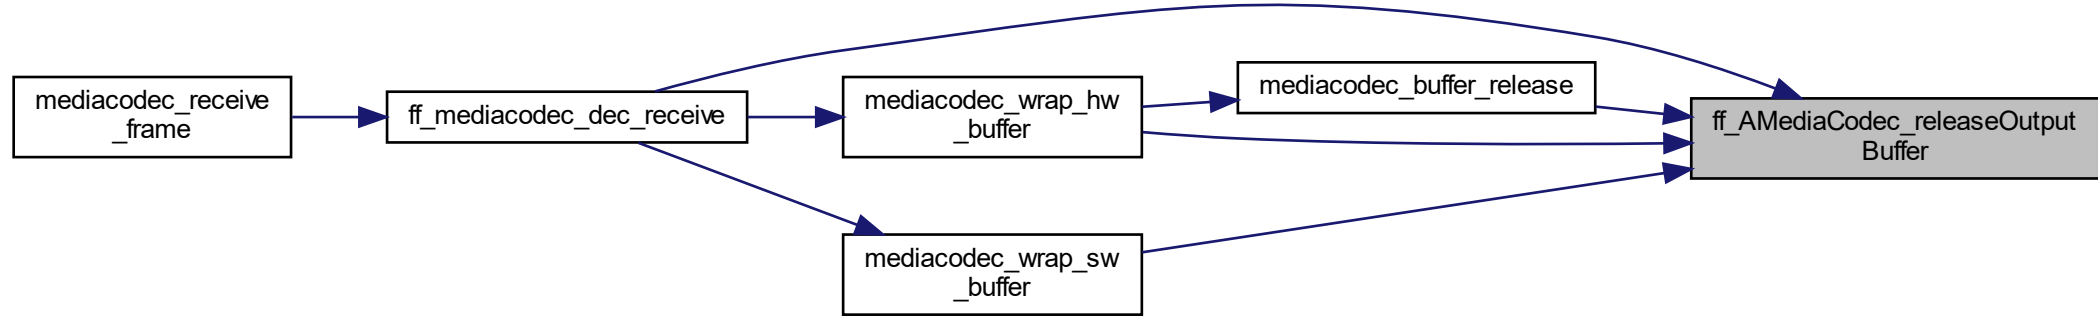 mediacodec_receive
_frame
ff_mediacodec_dec_receive
mediacodec_wrap_hw
_buffer
mediacodec_buffer_release
ff_AMediaCodec_releaseOutput
Buffer
mediacodec_wrap_sw
_buffer